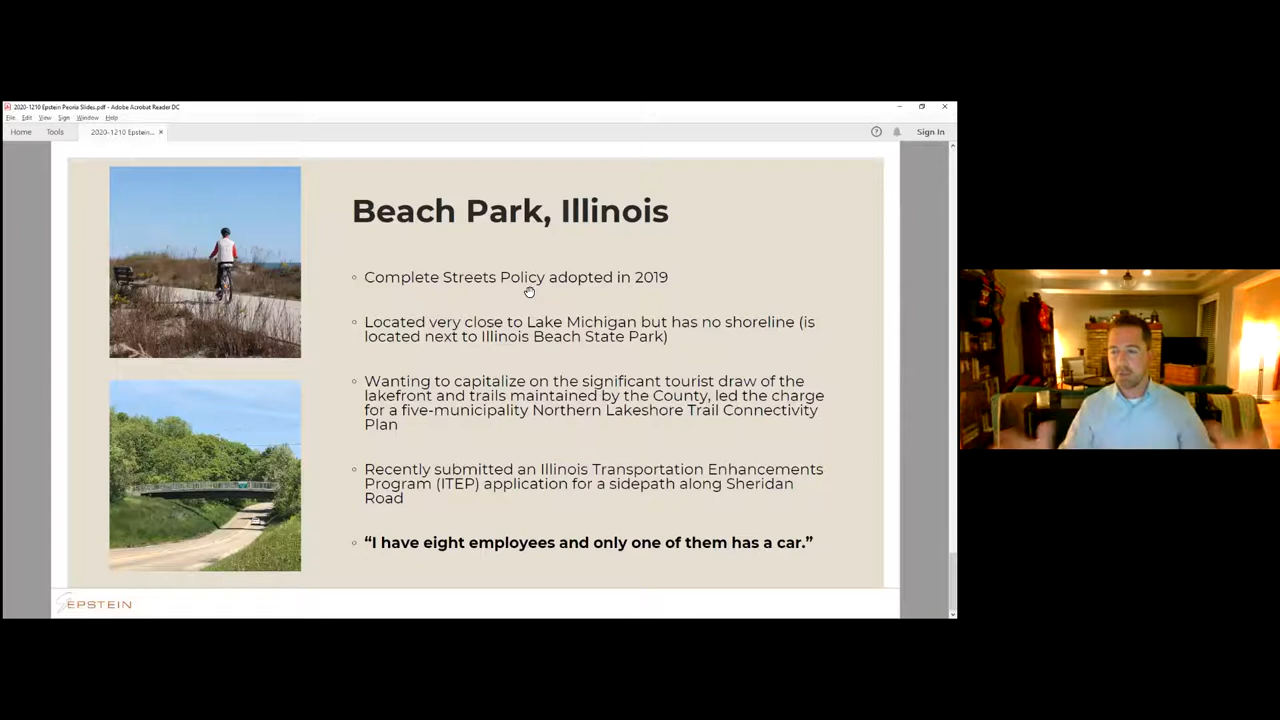 2020-1210 Epstein Peoria Slides.pdf - Adobe Acrobat Reader DC
File Edit View Sign Window Help
Home Tools 2020-1210 Epstein... × Sign In
Beach Park, Illinois
◦ Complete Streets Policy adopted in 2019
◦ Located very close to Lake Michigan but has no shoreline (is
located next to Illinois Beach State Park)
◦ Wanting to capitalize on the significant tourist draw of the
lakefront and trails maintained by the County, led the charge
for a five-municipality Northern Lakeshore Trail Connectivity
Plan
◦ Recently submitted an Illinois Transportation Enhancements
Program (ITEP) application for a sidepath along Sheridan
Road
◦ “I have eight employees and only one of them has a car.”
EPSTEIN